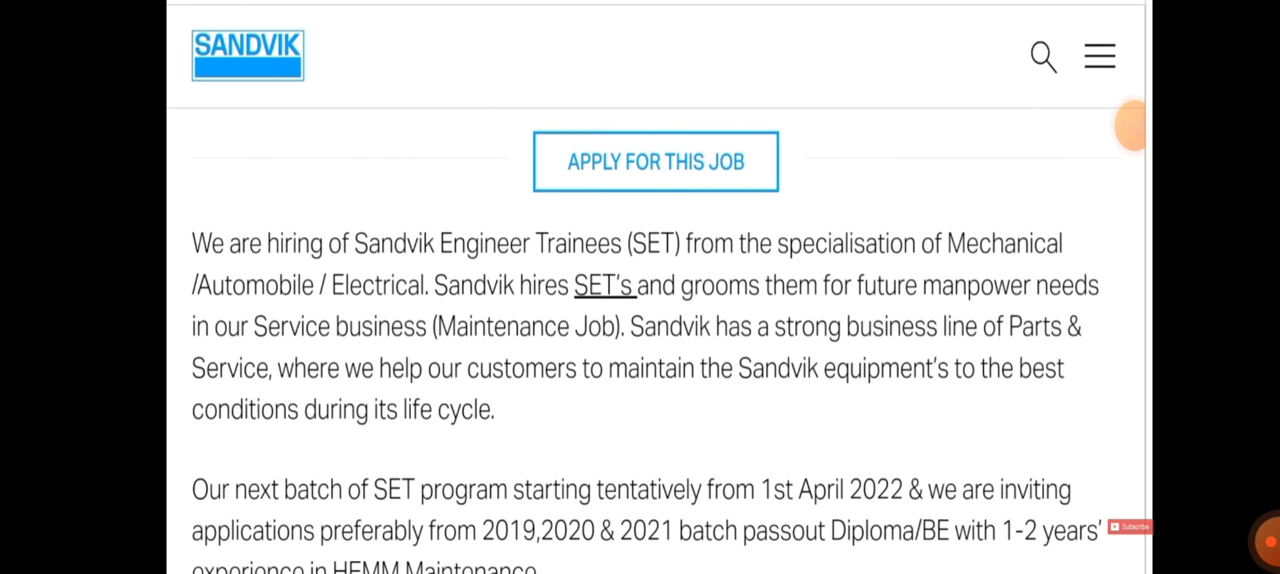 SANDVIK
APPLY FOR THIS JOB
We are hiring of Sandvik Engineer Trainees (SET) from the specialisation of Mechanical
/Automobile / Electrical. Sandvik hires SET's and grooms them for future manpower needs
in our Service business (Maintenance Job). Sandvik has a strong business line of Parts &
Service, where we help our customers to maintain the Sandvik equipment's to the best
conditions during its life cycle.
Our next batch of SET program starting tentatively from 1st April 2022 & we are inviting
applications preferably from 2019,2020 & 2021 batch passout Diploma/BE with 1-2 years'
Subscribe
experience in HEMM Maintenance